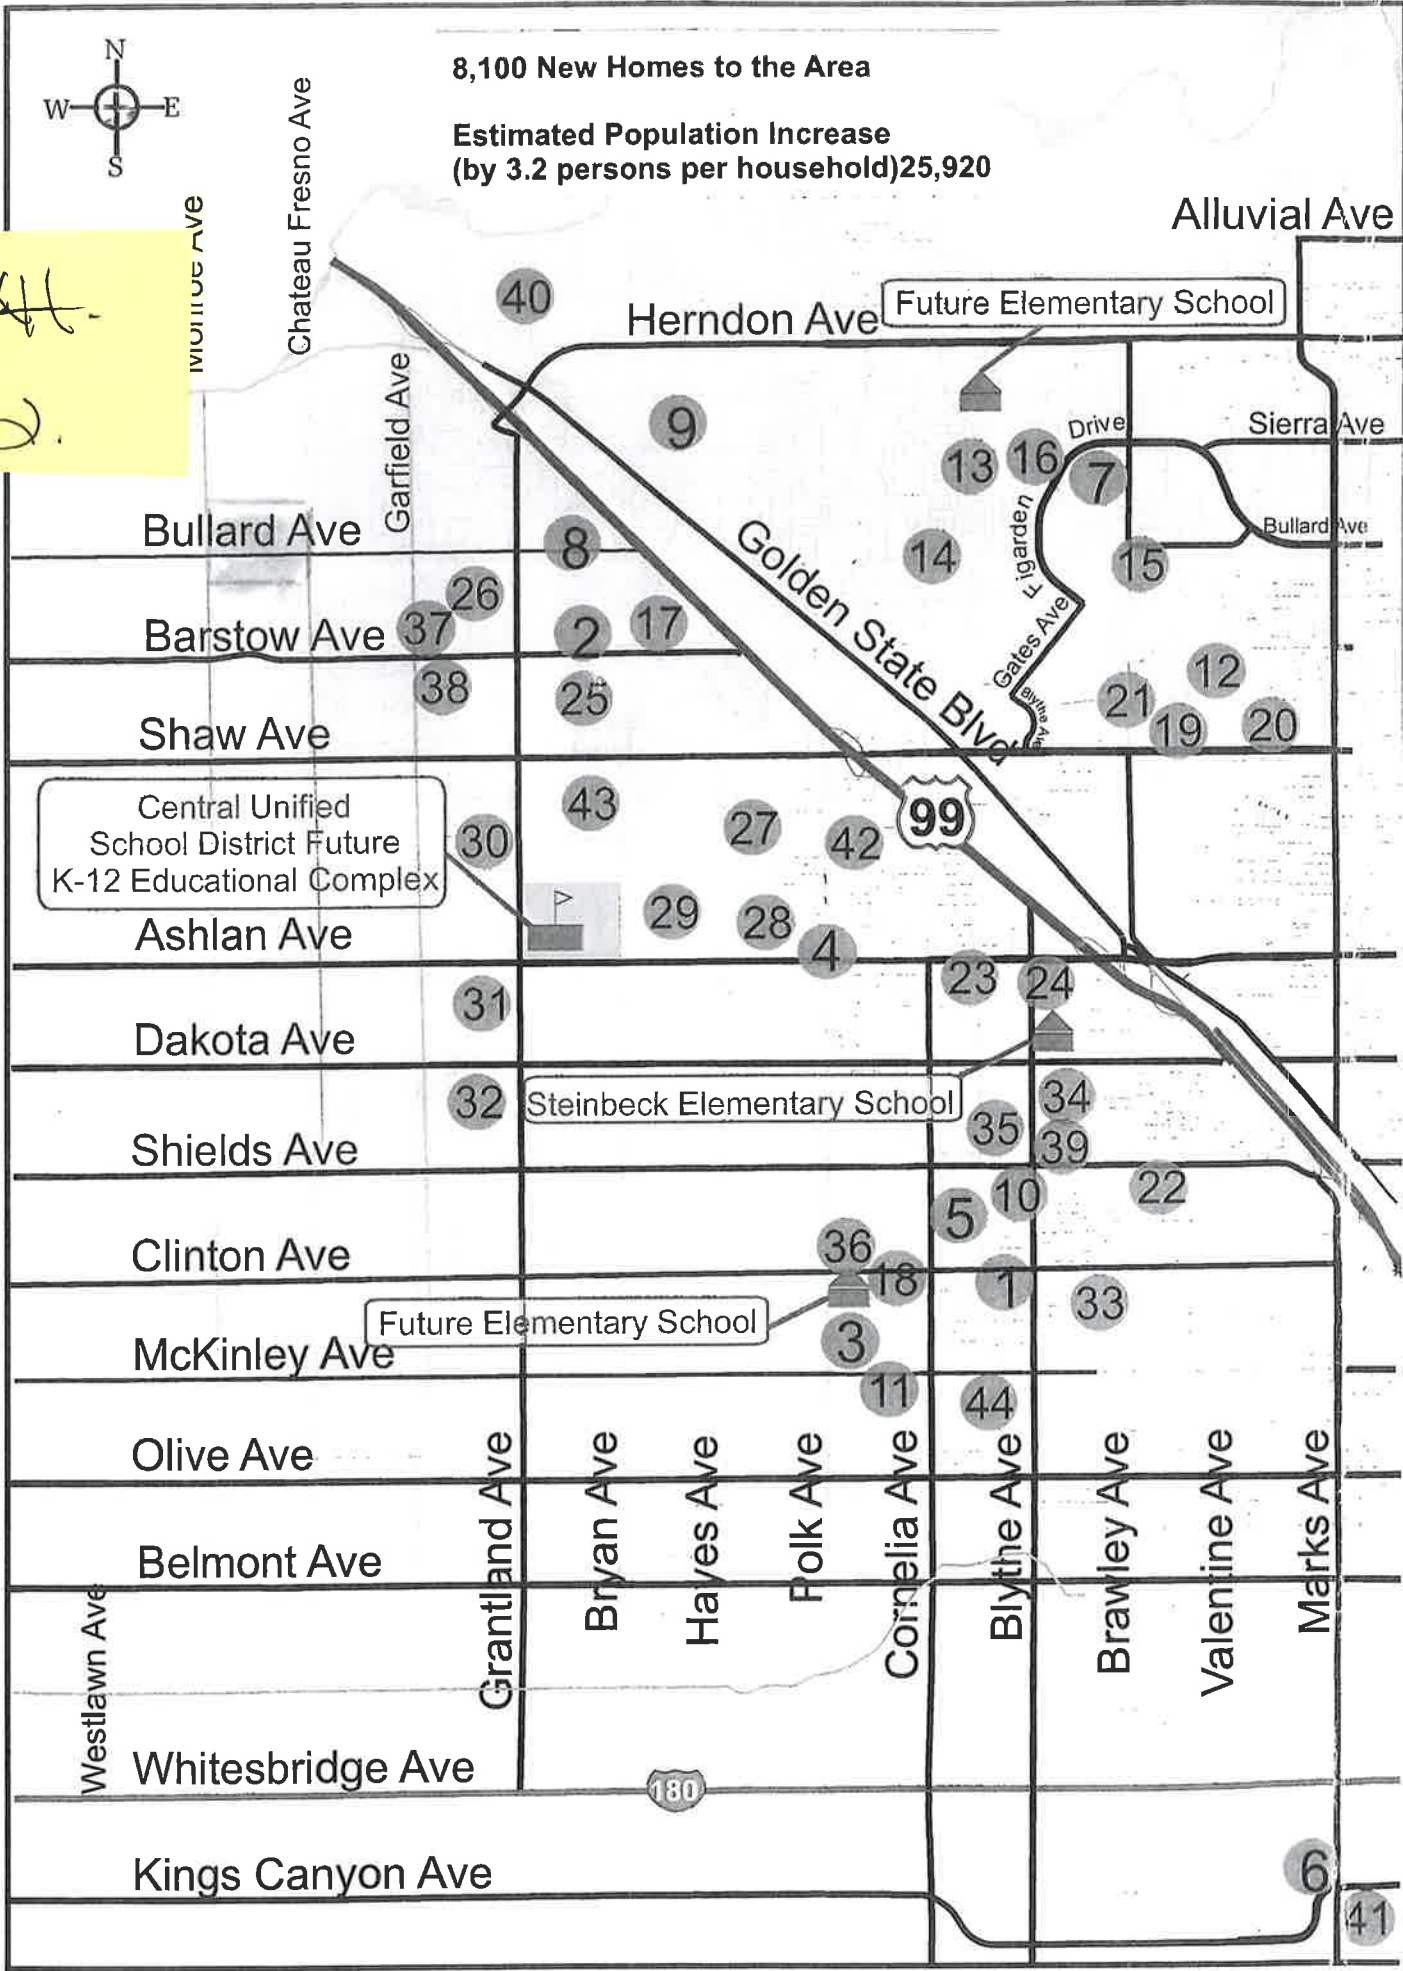 N
W E
S
8,100 New Homes to the Area
Estimated Population Increase
(by 3.2 persons per household)25,920
Chateau Fresno Ave
Monroe Ave
Alluvial Ave
40
Herndon Ave
Future Elementary School
Garfield Ave
9
Drive
Sierra Ave
13
16
7
Figarden
Bullard Ave
8
Golden State Blvd
14
15
Bullard Ave
26
37
Barstow Ave
2
17
Gates Ave
38
25
Blythe Ave
21
12
19
20
Shaw Ave
Central Unified
School District Future
K-12 Educational Complex
43
30
27
42
99
29
28
4
Ashlan Ave
23
24
31
Dakota Ave
32
Steinbeck Elementary School
34
35
39
Shields Ave
10
22
5
36
Clinton Ave
18
1
33
Future Elementary School
3
McKinley Ave
11
44
Olive Ave
Grantland Ave
Bryan Ave
Hayes Ave
Polk Ave
Cornelia Ave
Blythe Ave
Brawley Ave
Valentine Ave
Marks Ave
Belmont Ave
Westlawn Ave
Whitesbridge Ave
180
Kings Canyon Ave
6
41